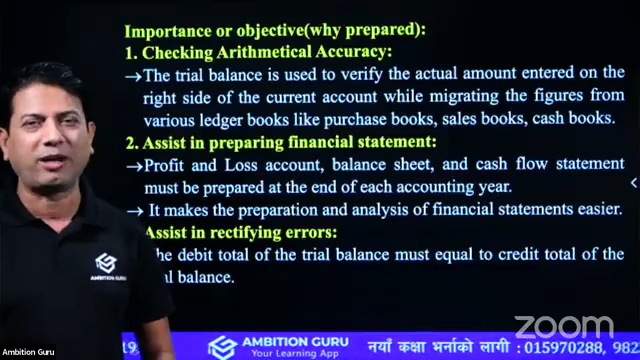 Importance or objective(why prepared):
1. Checking Arithmetical Accuracy:
→The trial balance is used to verify the actual amount entered on the
right side of the current account while migrating the figures from
various ledger books like purchase books, sales books, cash books.
2. Assist in preparing financial statement:
→Profit and Loss account, balance sheet, and cash flow statement
must be prepared at the end of each accounting year.
→ It makes the preparation and analysis of financial statements easier.
Assist in rectifying errors:
debit total of the trial balance must equal to credit total of the
balance.
AMBITION GURU
zoom
Ambition Guru
19
AMBITION GURU
Your Learning App
नयाँ कक्षा भर्नाको लागी : 015970288, 982